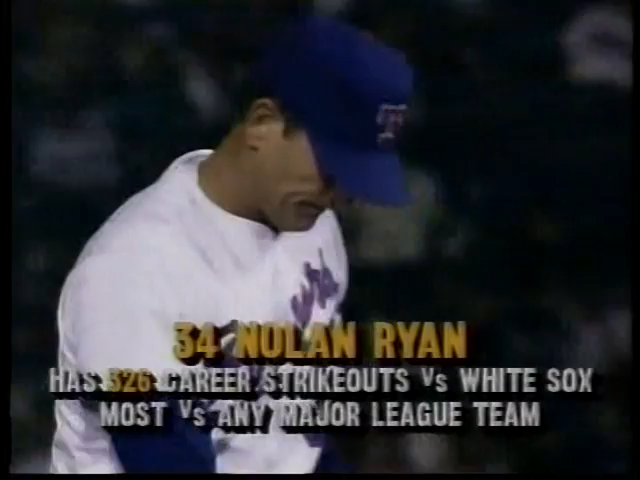 T
34 NOLAN RYAN
HAS 326 CAREER STRIKEOUTS Vs WHITE SOX
MOST Vs ANY MAJOR LEAGUE TEAM